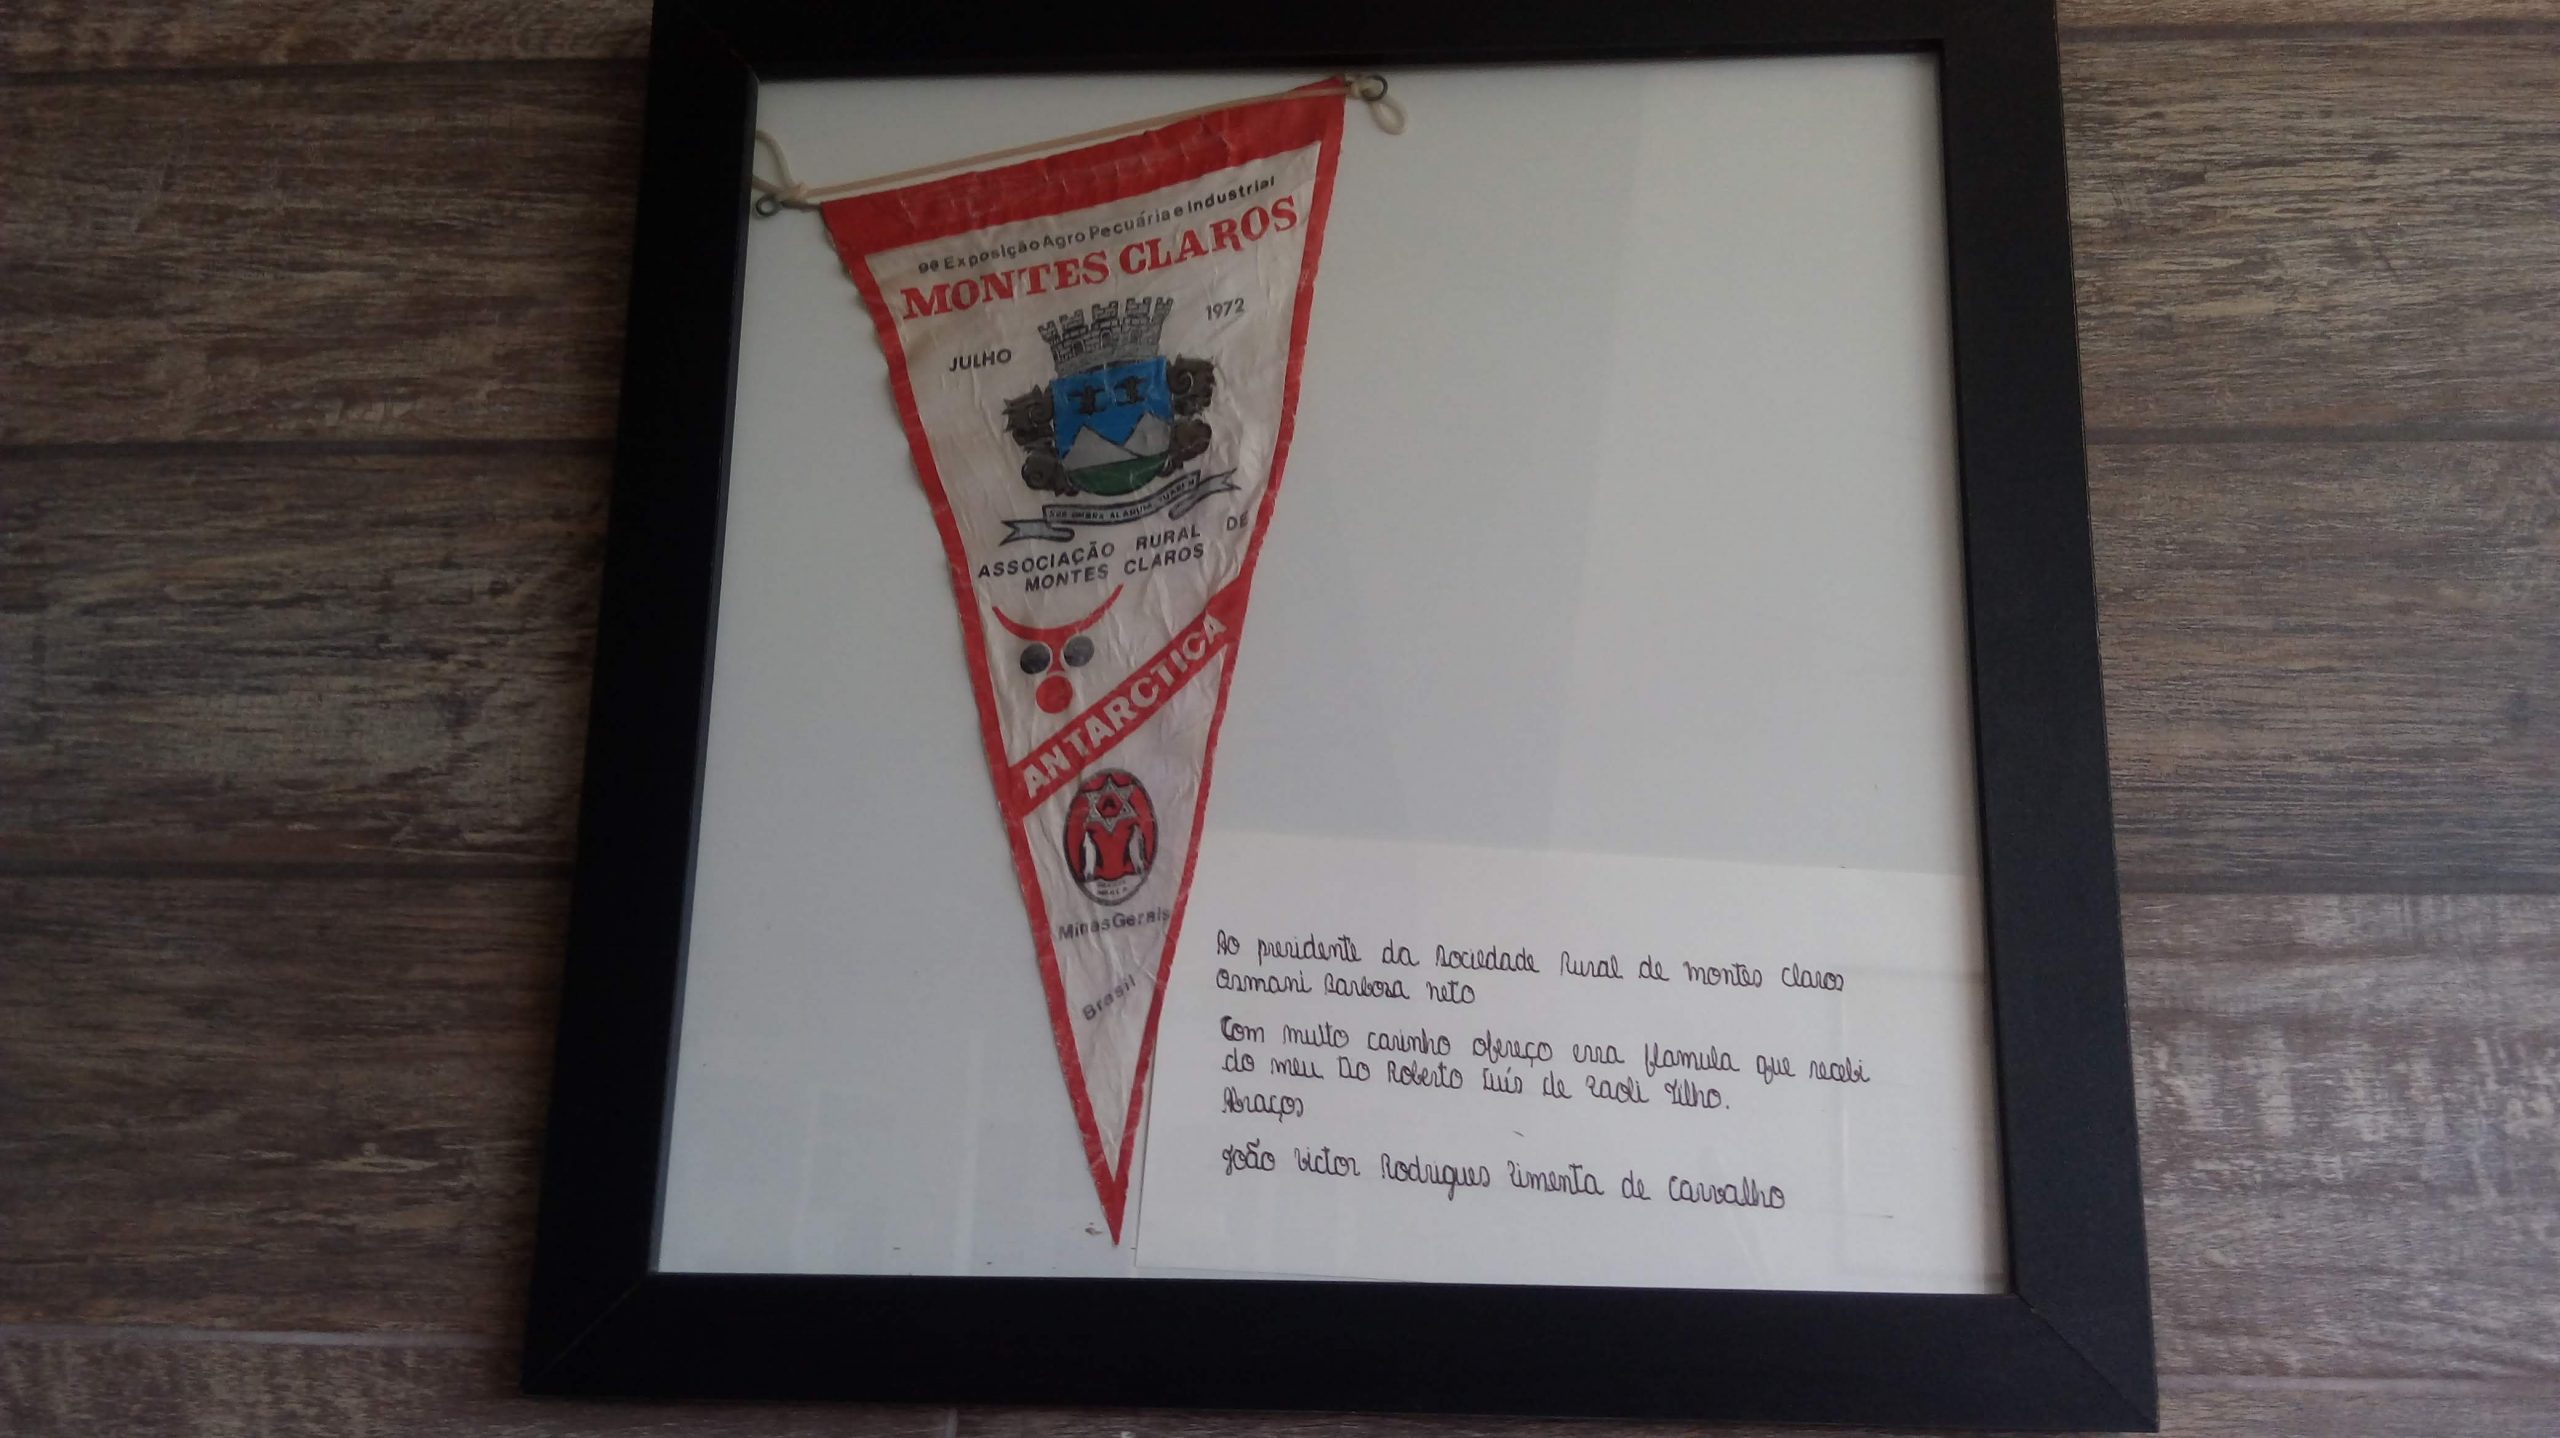 9ª Exposição Agro Pecuária e Industrial
MONTES CLAROS
JULHO 1972
ASSOCIAÇÃO RURAL DE
MONTES CLAROS
ANTARCTICA
A
Minas Gerais
Brasil
Ao presidente da Sociedade Rural de Montes Claros
Osmani Barbosa Neto
Com muito carinho ofereço essa flamula que recebi
do meu Do Roberto Luís de Paoli Filho.
Abraços
João Victor Rodrigues Pimenta de Carvalho